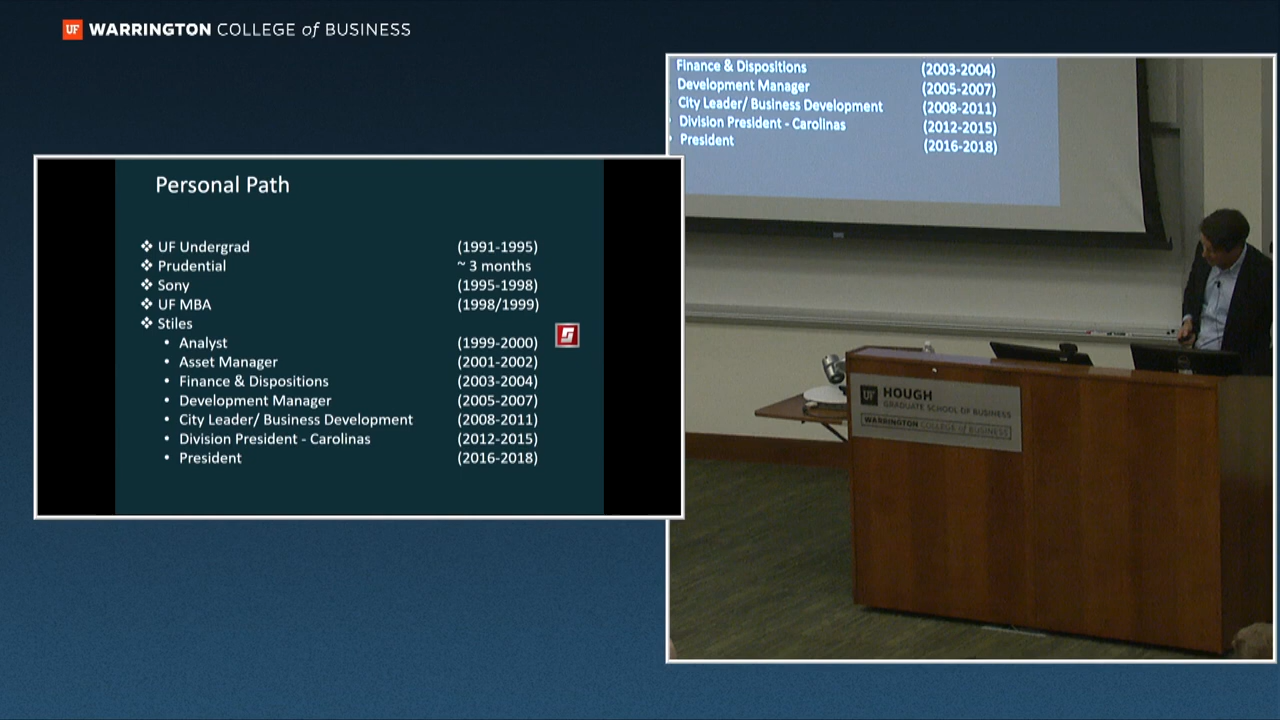 UF WARRINGTON COLLEGE of BUSINESS
Personal Path
❖ UF Undergrad (1991-1995)
❖ Prudential ~ 3 months
❖ Sony (1995-1998)
❖ UF MBA (1998/1999)
❖ Stiles
• Analyst (1999-2000)
• Asset Manager (2001-2002)
• Finance & Dispositions (2003-2004)
• Development Manager (2005-2007)
• City Leader/ Business Development (2008-2011)
• Division President - Carolinas (2012-2015)
• President (2016-2018)
Finance & Dispositions (2003-2004)
Development Manager (2005-2007)
City Leader/ Business Development (2008-2011)
Division President - Carolinas (2012-2015)
• President (2016-2018)
UF HOUGH
GRADUATE SCHOOL OF BUSINESS
WARRINGTON COLLEGE of BUSINESS